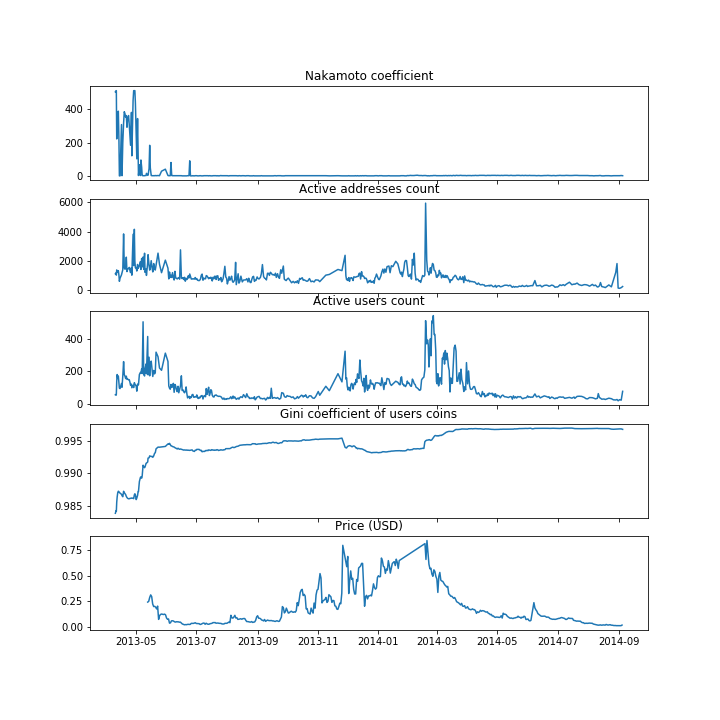 Nakamoto coefficient
400
200
0
Active addresses count
6000
4000
2000
0
Active users count
400
200
0
Gini coefficient of users coins
0.995
0.990
0.985
Price (USD)
0.75
0.50
0.25
0.00
2013-05 2013-07 2013-09 2013-11 2014-01 2014-03 2014-05 2014-07 2014-09